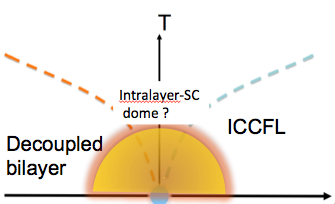 T
Intralayer-SC
dome ?
ICCFL
Decoupled
bilayer